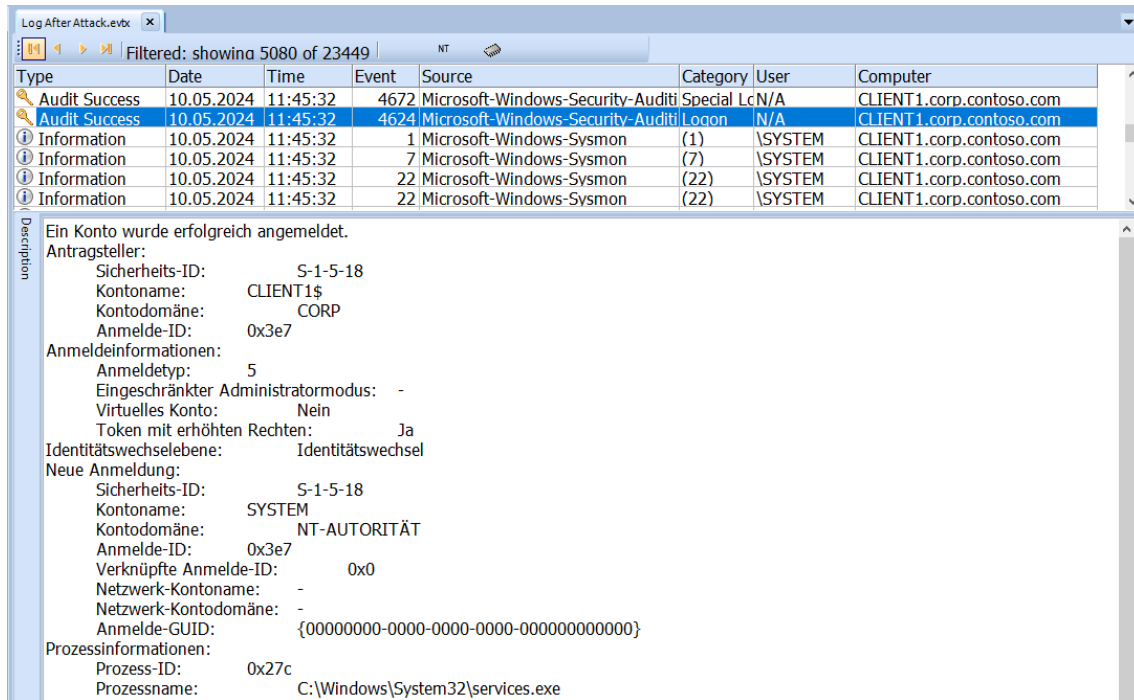 Log After Attack.evtx
Filtered: showing 5080 of 23449 NT
Type Date Time Event Source Category User Computer
Audit Success 10.05.2024 11:45:32 4672 Microsoft-Windows-Security-Auditi Special Lc N/A CLIENT1.corp.contoso.com
Audit Success 10.05.2024 11:45:32 4624 Microsoft-Windows-Security-Auditi Logon N/A CLIENT1.corp.contoso.com
Information 10.05.2024 11:45:32 1 Microsoft-Windows-Sysmon (1) \SYSTEM CLIENT1.corp.contoso.com
Information 10.05.2024 11:45:32 7 Microsoft-Windows-Sysmon (7) \SYSTEM CLIENT1.corp.contoso.com
Information 10.05.2024 11:45:32 22 Microsoft-Windows-Sysmon (22) \SYSTEM CLIENT1.corp.contoso.com
Information 10.05.2024 11:45:32 22 Microsoft-Windows-Sysmon (22) \SYSTEM CLIENT1.corp.contoso.com
Description
Ein Konto wurde erfolgreich angemeldet.
Antragsteller:
Sicherheits-ID: S-1-5-18
Kontoname: CLIENT1$
Kontodomäne: CORP
Anmelde-ID: 0x3e7
Anmeldeinformationen:
Anmeldetyp: 5
Eingeschränkter Administratormodus: -
Virtuelles Konto: Nein
Token mit erhöhten Rechten: Ja
Identitätswechselebene: Identitätswechsel
Neue Anmeldung:
Sicherheits-ID: S-1-5-18
Kontoname: SYSTEM
Kontodomäne: NT-AUTORITÄT
Anmelde-ID: 0x3e7
Verknüpfte Anmelde-ID: 0x0
Netzwerk-Kontoname: -
Netzwerk-Kontodomäne: -
Anmelde-GUID: {00000000-0000-0000-0000-000000000000}
Prozessinformationen:
Prozess-ID: 0x27c
Prozessname: C:\Windows\System32\services.exe